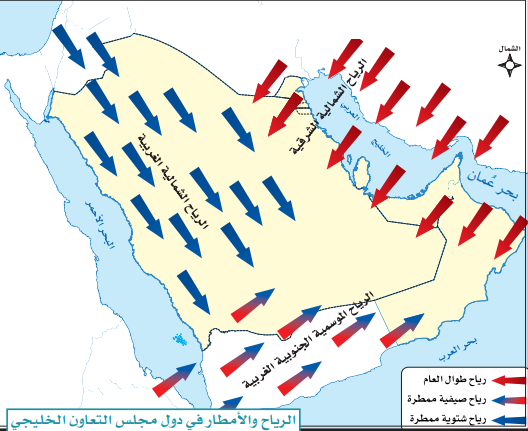 الشمال
الرياح الشمالية الشرقية
الخليج
العربي
بحر عُمان
الرياح الشمالية الغربية
البحر الأحمر
الرياح الموسمية الجنوبية الغربية
بحر العرب
رياح طوال العام
رياح صيفية ممطرة
رياح شتوية ممطرة
الرياح والأمطار في دول مجلس التعاون الخليجي